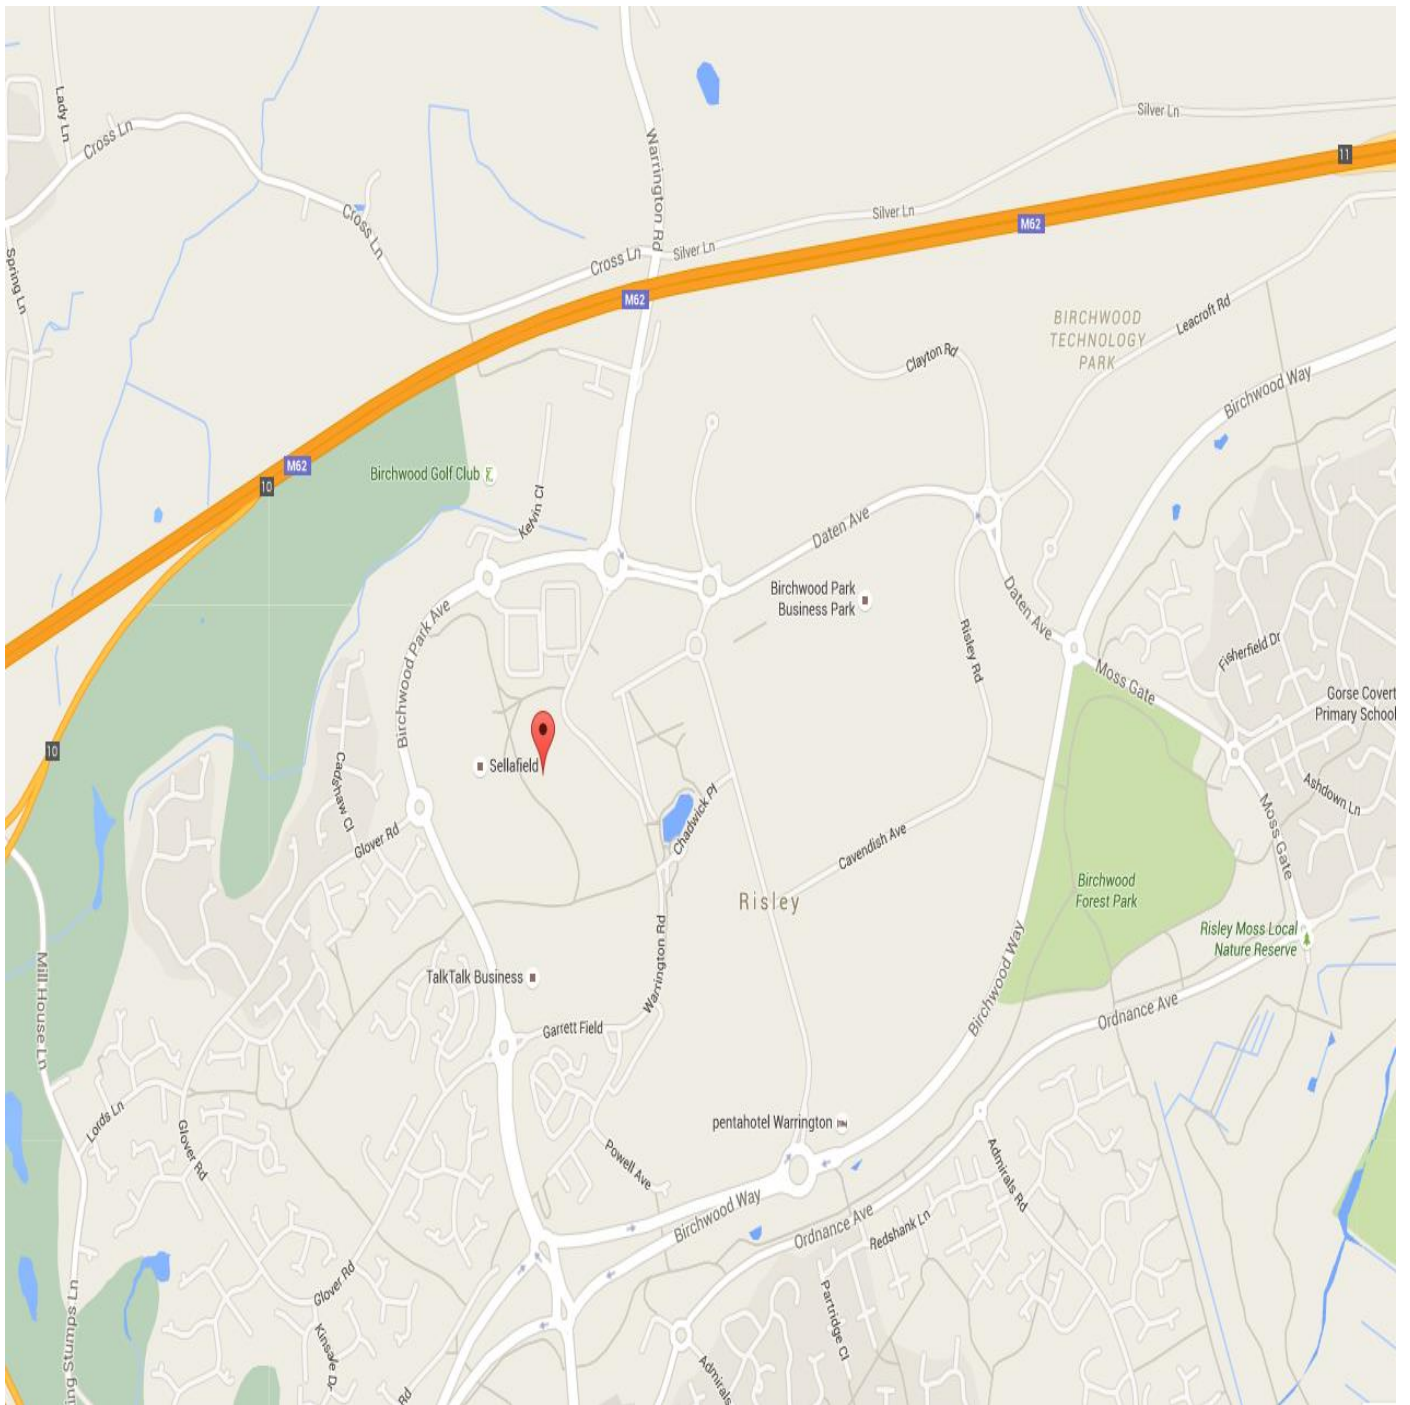 Lady Ln
Cross Ln
Warrington Rd
Silver Ln
11
M62
Silver Ln
Cross Ln
Cross Ln
Silver Ln
Spring Ln
M62
BIRCHWOOD
TECHNOLOGY
PARK
Leacroft Rd
Clayton Rd
Birchwood Way
M62
10
Birchwood Golf Club
Kelvin Cl
Daten Ave
Birchwood Park
Business Park
Daten Ave
Birchwood Park Ave
Risley Rd
Fisherfield Dr
Moss Gate
Gorse Covert
Primary School
10
Sellafield
Capshaw Cl
Glover Rd
Chadwick Pl
Cavendish Ave
Ashdown Ln
Moss Gate
Birchwood
Forest Park
Risley
Risley Moss Local
Nature Reserve
Warrington Rd
Birchwood Way
TalkTalk Business
Mill House Ln
Garrett Field
Ordnance Ave
Lords Ln
Glover Rd
pentahotel Warrington
Powell Ave
Admirals Rd
Birchwood Way
Ordnance Ave
Redshank Ln
Glover Rd
Partridge Cl
Kinsale Dr
ng Stumps Ln
Rd
Admirals